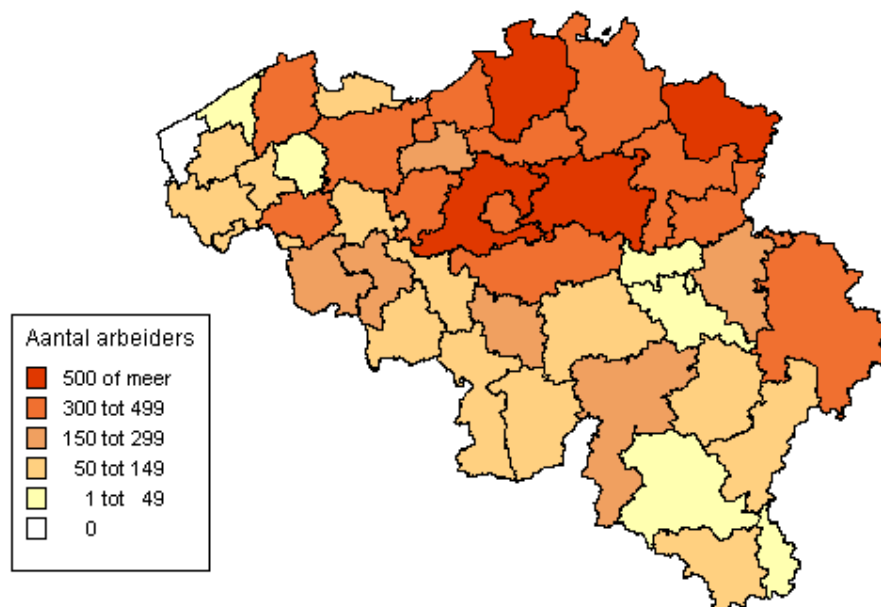 Aantal arbeiders
500 of meer
300 tot 499
150 tot 299
50 tot 149
1 tot 49
0